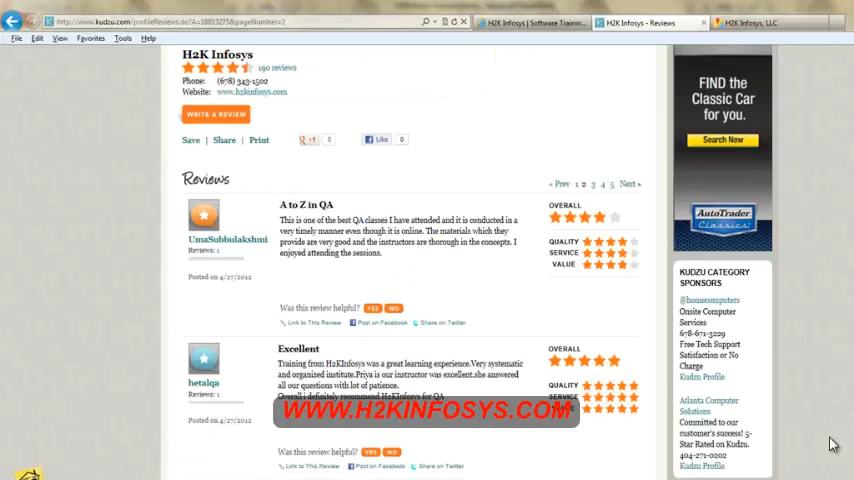 http://www.kudzu.com/profileReviews.do?A=18813275&pageNumber=2
H2K Infosys | Software Trainin...
H2K Infosys - Reviews
H2K Infosys, LLC
File Edit View Favorites Tools Help
H2K Infosys
190 reviews
Phone: (678) 343-1502
Website: www.h2kinfosys.com
WRITE A REVIEW
Save | Share | Print
+1 0
Like 0
Reviews
« Prev 1 2 3 4 5 Next »
A to Z in QA
This is one of the best QA classes I have attended and it is conducted in a
very timely manner even though it is online. The materials which they
provide are very good and the instructors are thorough in the concepts. I
enjoyed attending the sessions.
UmaSubbulakshmi
Reviews: 1
Posted on 4/27/2012
OVERALL
QUALITY
SERVICE
VALUE
Was this review helpful? YES NO
Link to This Review Post on Facebook Share on Twitter
Excellent
Training from H2KInfosys was a great learning experience.Very systematic
and organized institute.Priya is our instructor was excellent.she answered
all our questions with lot of patience.
Overall i definitely recommend H2KInfosys for QA
hetalqa
Reviews: 1
Posted on 4/27/2012
OVERALL
QUALITY
SERVICE
WWW.H2KINFOSYS.COM
Was this review helpful? YES NO
Link to This Review Post on Facebook Share on Twitter
FIND the
Classic Car
for you.
Search Now
AutoTrader
Classics
KUDZU CATEGORY
SPONSORS
@homecomputers
Onsite Computer
Services
678-671-3229
Free Tech Support
Satisfaction or No
Charge
Kudzu Profile
Atlanta Computer
Solutions
Committed to our
customer's success! 5-
Star Rated on Kudzu.
404-271-0202
Kudzu Profile